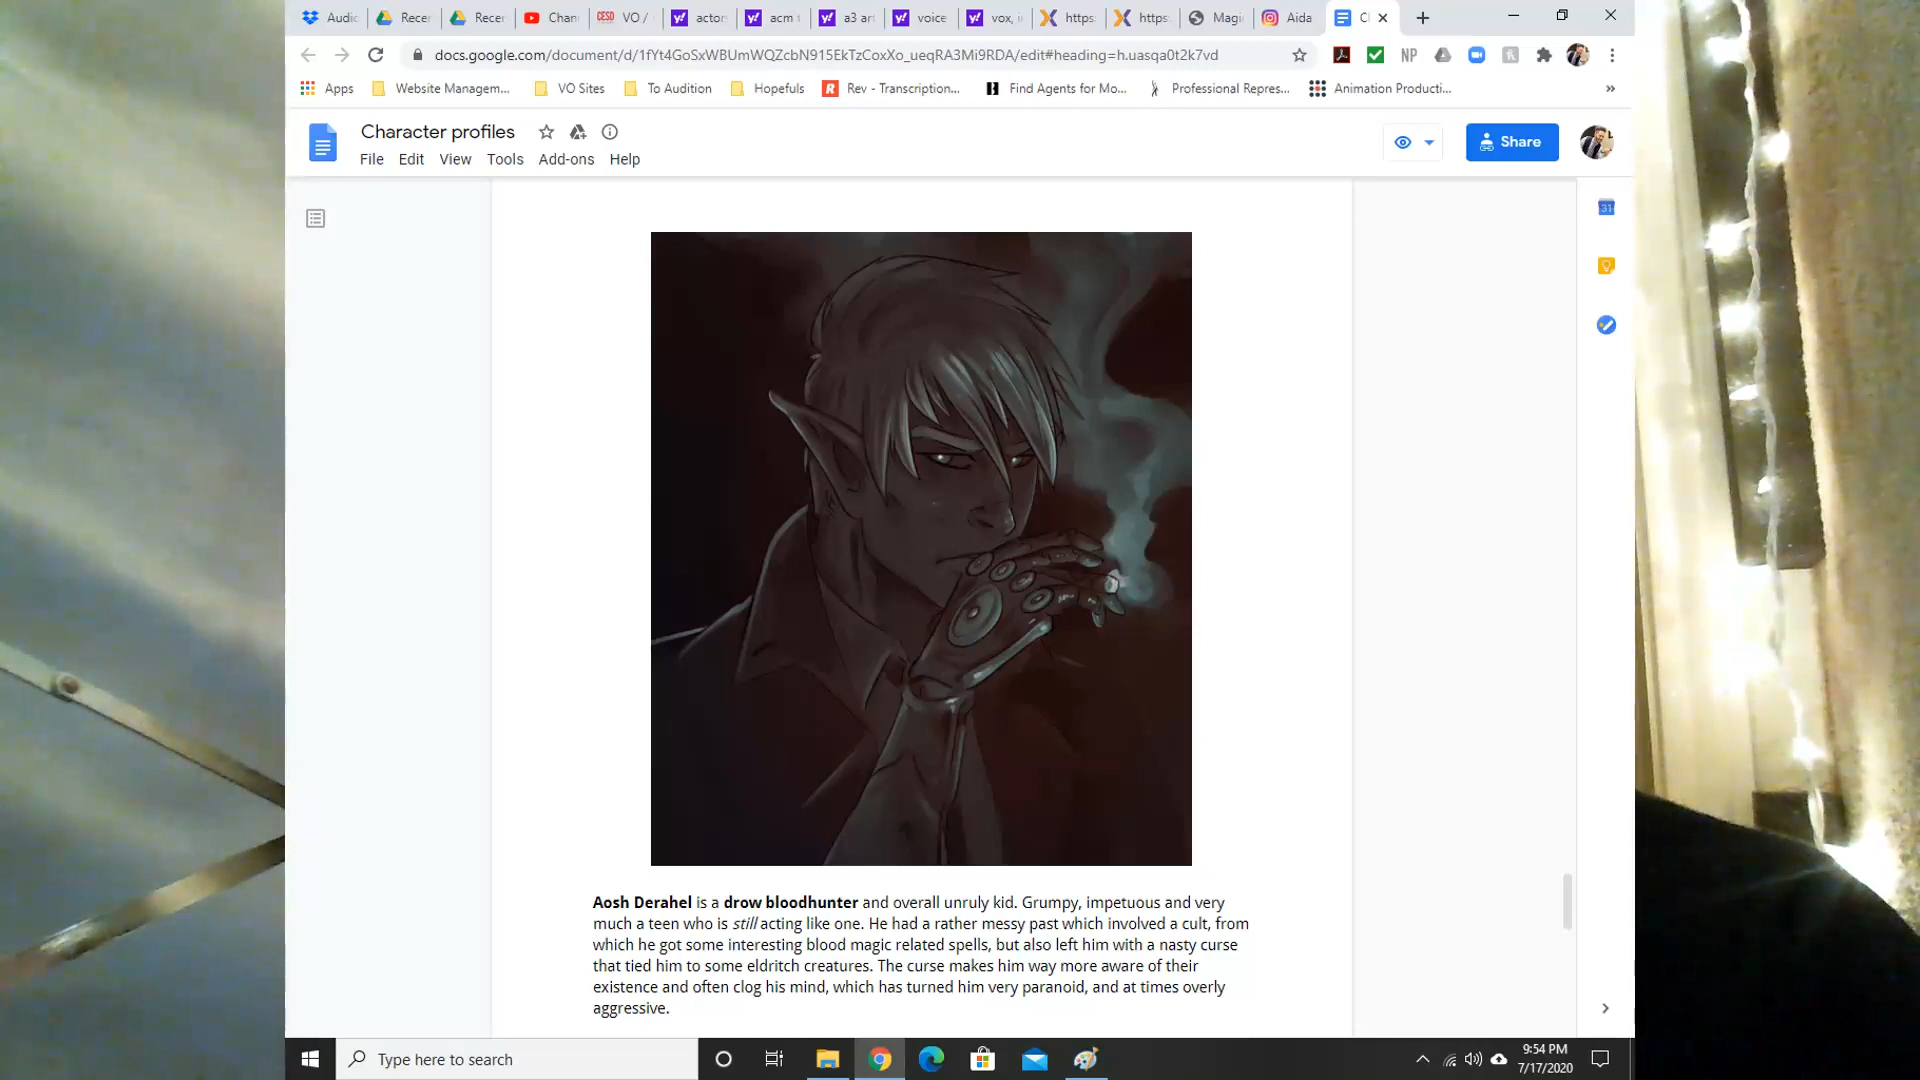 Audio
Recen
Recen
Chan
CESD
VO /
actor
acm t
a3 art
voice
vox, i
https:
https:
Magi
Aida
docs.google.com/document/d/1fYt4GoSxWBUmWQZcbN915EkTzCoxXo_ueqRA3Mi9RDA/edit#heading=h.uasqa0t2k7vd
NP
Apps
Website Managem...
VO Sites
To Audition
Hopefuls
Rev - Transcription...
Find Agents for Mo...
Professional Repres...
Animation Producti...
»
Character profiles
File Edit View Tools Add-ons Help
Share
31
Aosh Derahel is a drow bloodhunter and overall unruly kid. Grumpy, impetuous and very
much a teen who is still acting like one. He had a rather messy past which involved a cult, from
which he got some interesting blood magic related spells, but also left him with a nasty curse
that tied him to some eldritch creatures. The curse makes him way more aware of their
existence and often clog his mind, which has turned him very paranoid, and at times overly
aggressive.
Type here to search
9:54 PM
7/17/2020